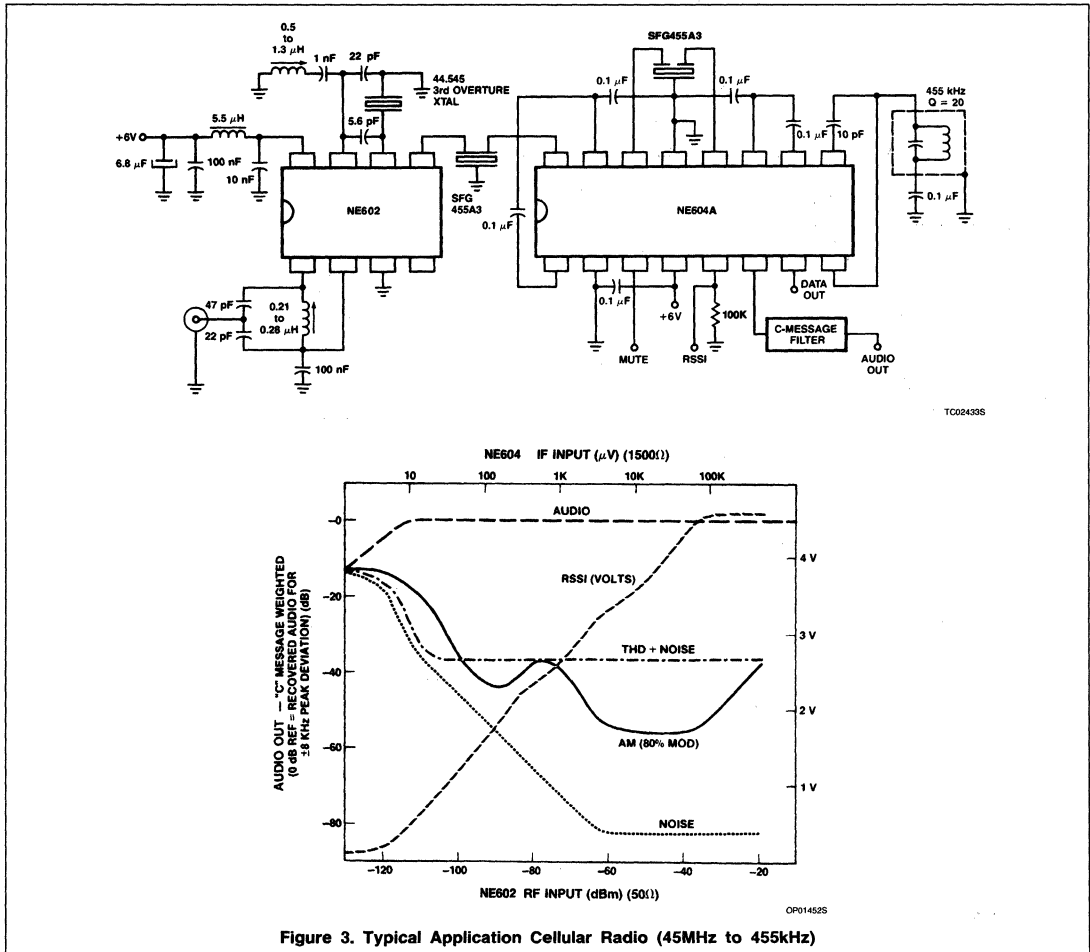 0.5
to
1.3 μH
1 nF
22 pF
44.545
3rd OVERTURE
XTAL
5.6 pF
5.5 μH
+6V
6.8 μF
100 nF
10 nF
NE602
SFG
455A3
47 pF
22 pF
0.21
to
0.28 μH
100 nF
SFG455A3
0.1 μF
0.1 μF
0.1 μF
10 pF
455 kHz
Q = 20
0.1 μF
0.1 μF
NE604A
0.1 μF
+6V
MUTE
RSSI
100K
DATA
OUT
C-MESSAGE
FILTER
AUDIO
OUT
TC02433S
NE604 IF INPUT (μV) (1500Ω)
10 100 1K 10K 100K
AUDIO OUT — "C" MESSAGE WEIGHTED
(0 dB REF = RECOVERED AUDIO FOR
±8 KHz PEAK DEVIATION) (dB)
−0
−20
−40
−60
−80
AUDIO
RSSI (VOLTS)
THD + NOISE
AM (80% MOD)
NOISE
4 V
3 V
2 V
1 V
−120 −100 −80 −60 −40 −20
NE602 RF INPUT (dBm) (50Ω)
OP01452S
Figure 3. Typical Application Cellular Radio (45MHz to 455kHz)